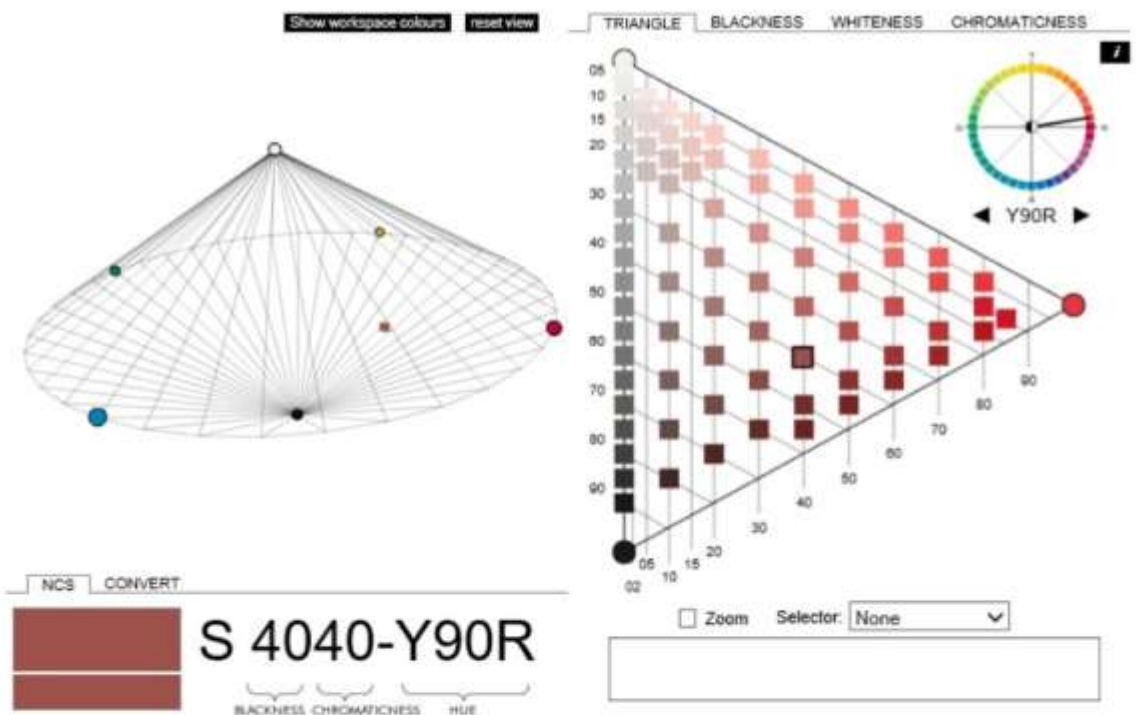 Show workspace colours reset view
TRIANGLE BLACKNESS WHITENESS CHROMATICNESS
i
05
10
15
20
30
40
50
60
70
80
90
Y90R
90
80
70
60
50
40
30
20
15
10
05
02
NCS CONVERT
S 4040-Y90R
BLACKNESS CHROMATICNESS HUE
Zoom Selector: None